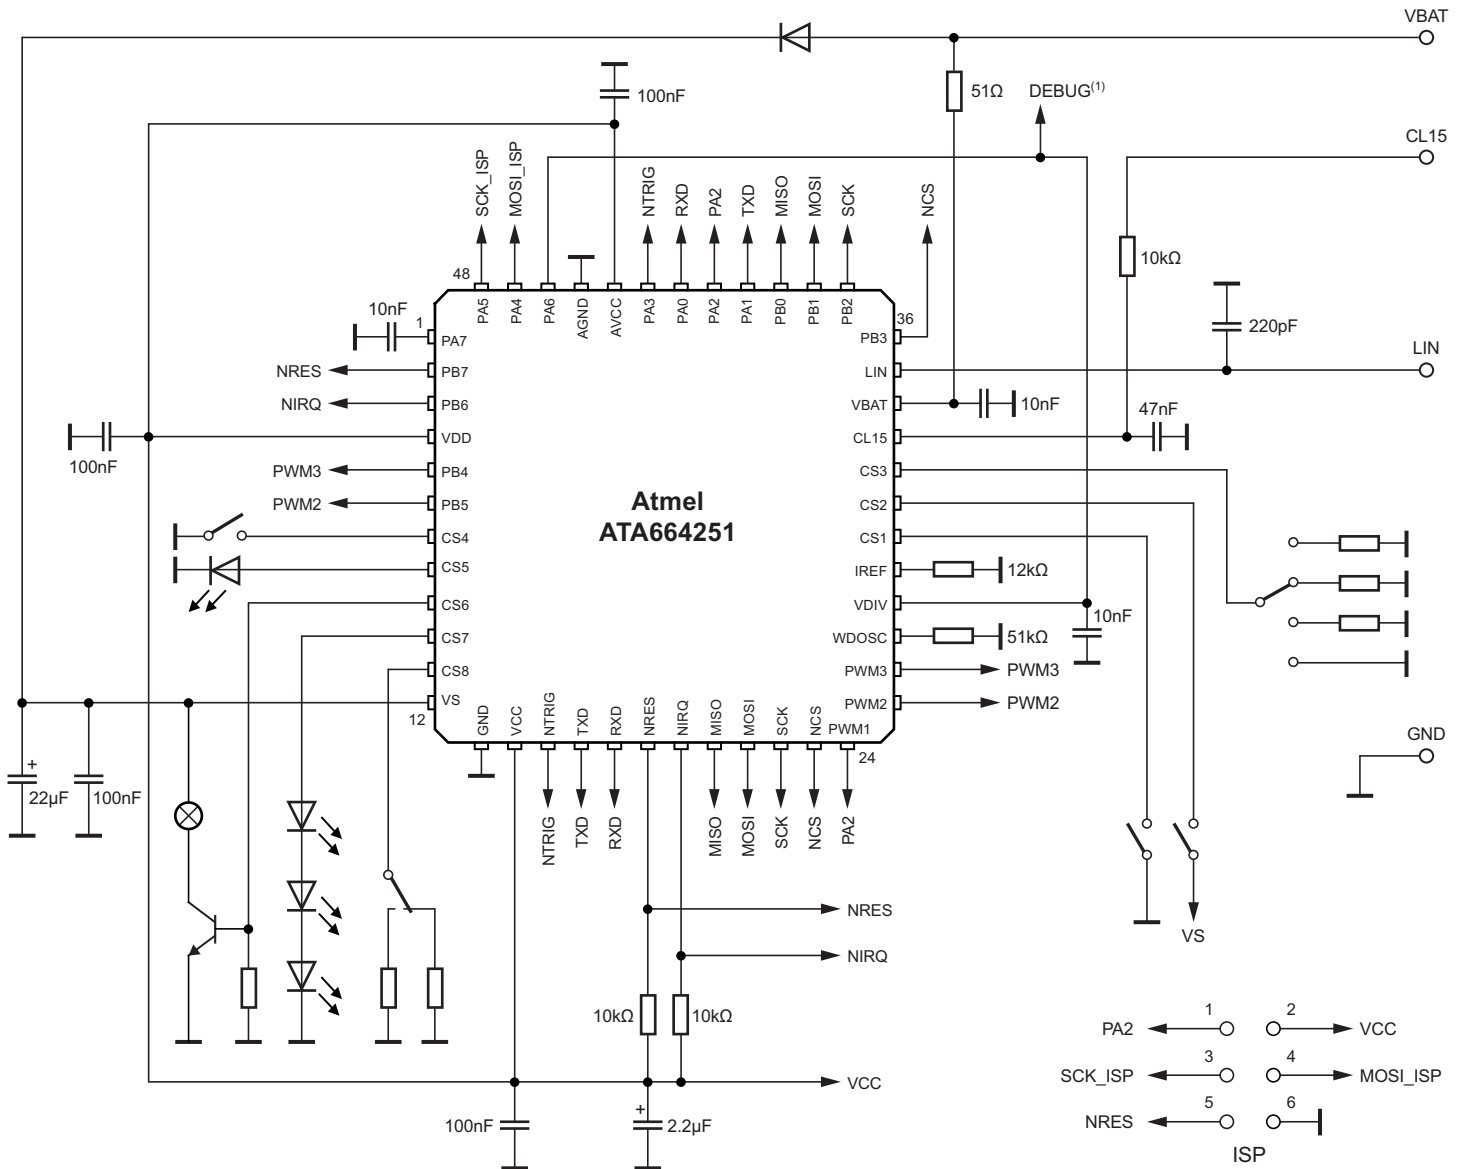 VBAT
100nF
51Ω
DEBUG(1)
CL15
SCK_ISP
MOSI_ISP
NTRIG
RXD
PA2
TXD
MISO
MOSI
SCK
NCS
10kΩ
48
10nF
1
PA5
PA4
PA6
AGND
AVCC
PA3
PA0
PA2
PA1
PB0
PB1
PB2
36
220pF
PA7
PB3
LIN
NRES
PB7
LIN
NIRQ
PB6
VBAT
10nF
47nF
VDD
CL15
100nF
PWM3
PB4
CS3
PWM2
PB5
Atmel
ATA664251
CS2
CS4
CS1
CS5
IREF
12kΩ
CS6
VDIV
10nF
CS7
WDOSC
51kΩ
CS8
PWM3
PWM3
VS
PWM2
PWM2
12
GND
VCC
NTRIG
TXD
RXD
NRES
NIRQ
MISO
MOSI
SCK
NCS
PWM1
24
GND
+
22µF
100nF
NTRIG
TXD
RXD
MISO
MOSI
SCK
NCS
PA2
NRES
VS
NIRQ
10kΩ
10kΩ
1
2
PA2
VCC
3
4
SCK_ISP
MOSI_ISP
VCC
5
6
NRES
100nF
+
2.2µF
ISP